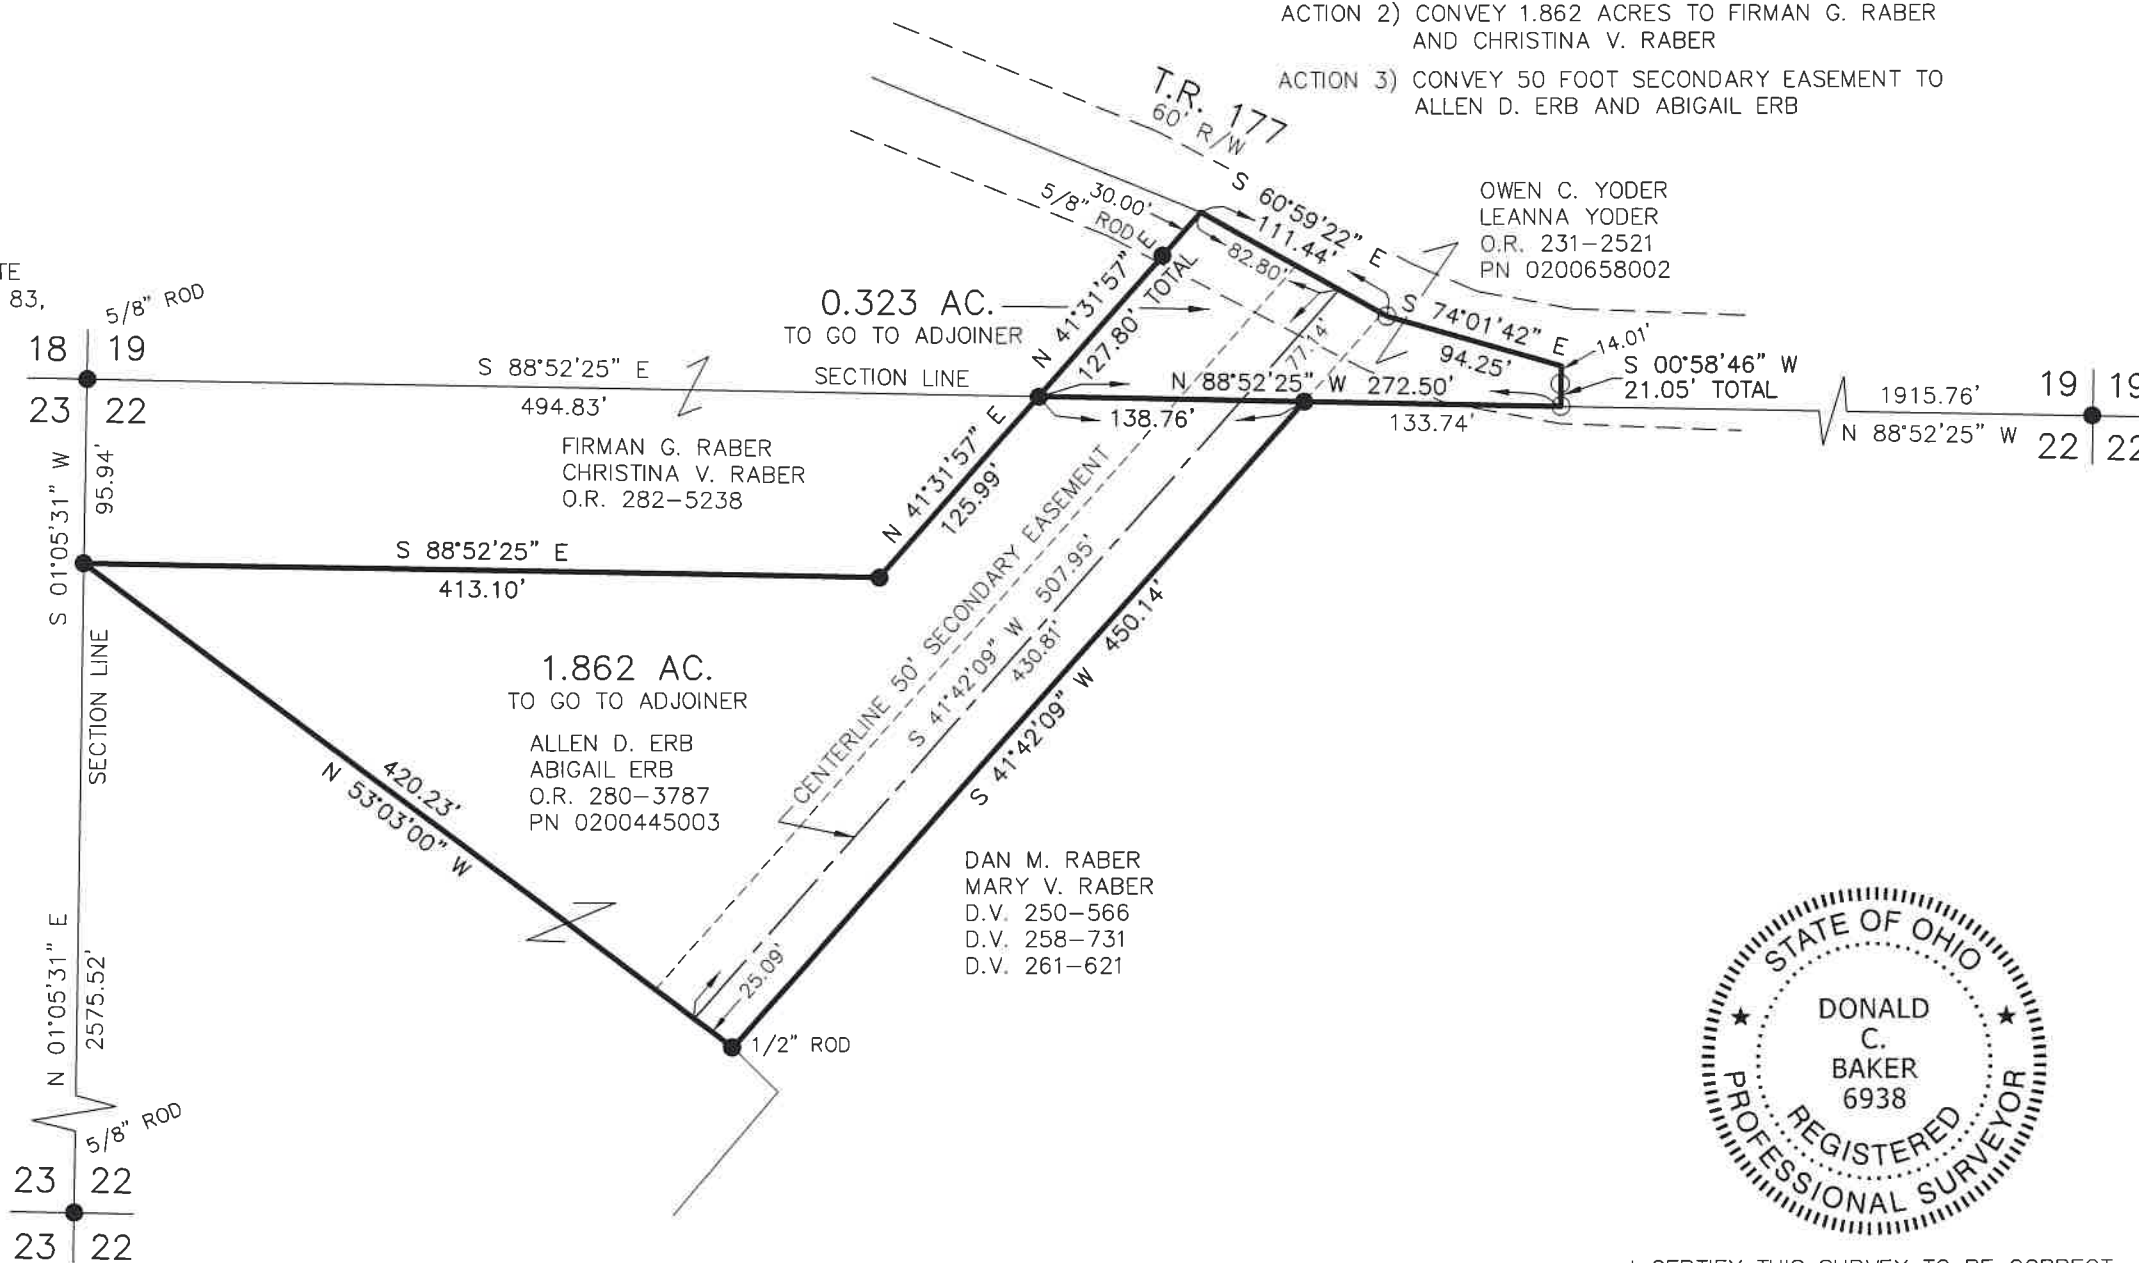 ACTION 2) CONVEY 1.862 ACRES TO FIRMAN G. RABER
AND CHRISTINA V. RABER
ACTION 3) CONVEY 50 FOOT SECONDARY EASEMENT TO
ALLEN D. ERB AND ABIGAIL ERB
T.R. 177
60' R/W
S 60°59'22" E
111.44'
82.80'
30.00'
5/8" ROD
OWEN C. YODER
LEANNA YODER
O.R. 231-2521
PN 0200658002
83,
5/8" ROD
18 19
23 22
S 88°52'25" E
494.83'
0.323 AC.
TO GO TO ADJOINER
SECTION LINE
N 41°31'57" E
127.80' TOTAL
77.14'
S 74°01'42" E
94.25'
14.01'
S 00°58'46" W
21.05' TOTAL
N 88°52'25" W 272.50'
138.76'
133.74'
1915.76'
N 88°52'25" W
19 19
22 22
S 01°05'31" W
95.94'
FIRMAN G. RABER
CHRISTINA V. RABER
O.R. 282-5238
N 41°31'57" E
125.99'
S 88°52'25" E
413.10'
SECTION LINE
1.862 AC.
TO GO TO ADJOINER
ALLEN D. ERB
ABIGAIL ERB
O.R. 280-3787
PN 0200445003
CENTERLINE 50' SECONDARY EASEMENT
S 41°42'09" W 507.95'
430.81'
S 41°42'09" W 450.14'
420.23'
N 53°03'00" W
DAN M. RABER
MARY V. RABER
D.V. 250-566
D.V. 258-731
D.V. 261-621
25.09'
1/2" ROD
N 01°05'31" E
2575.52'
5/8" ROD
23 22
23 22
STATE OF OHIO
DONALD
C.
BAKER
6938
REGISTERED
PROFESSIONAL SURVEYOR
I CERTIFY THIS SURVEY TO BE CORRECT